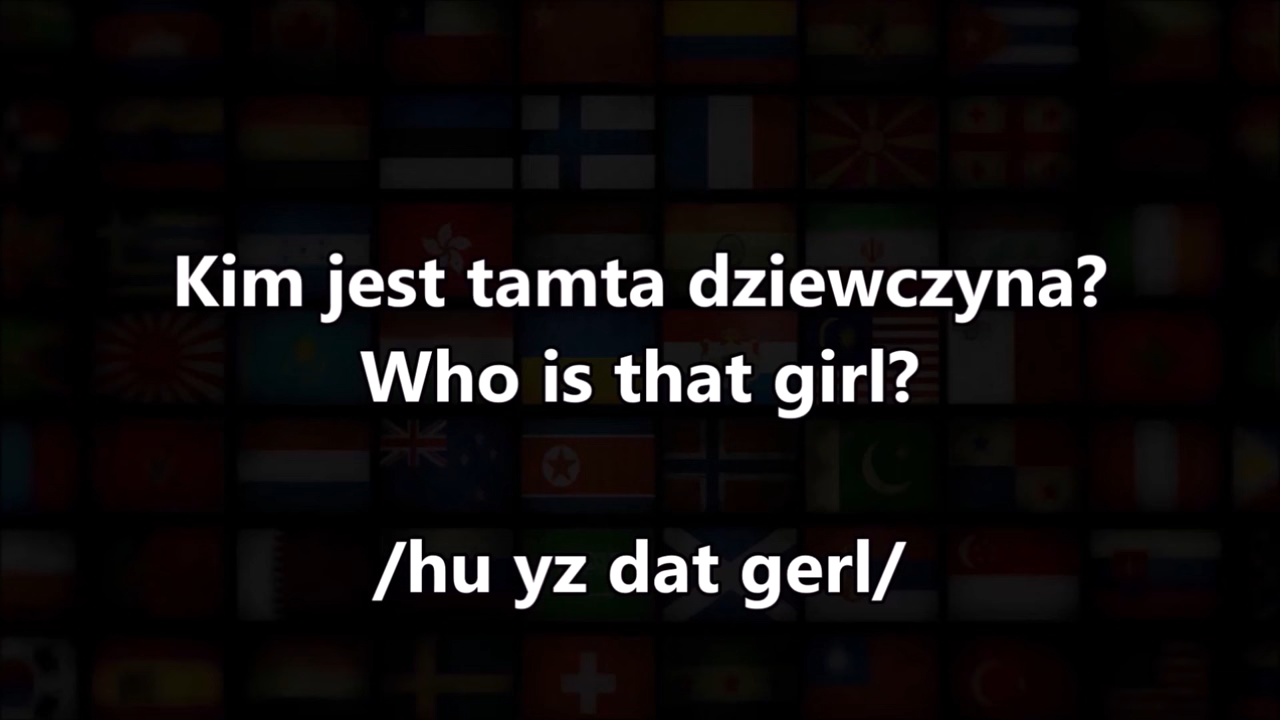 Kim jest tamta dziewczyna?
Who is that girl?
/hu yz dat gerl/